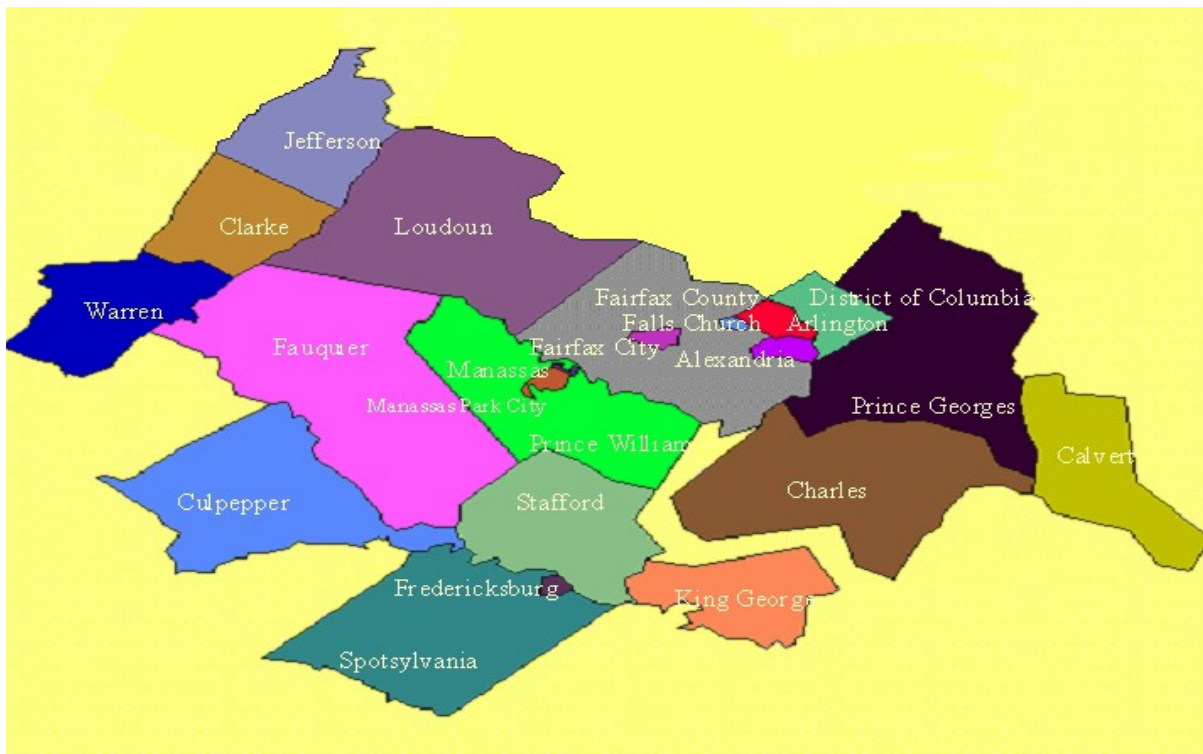 Jefferson
Clarke
Loudoun
Warren
Fairfax County
District of Columbia
Falls Church
Arlington
Fauquier
Fairfax City
Alexandria
Manassas
Manassas Park City
Prince Georges
Prince William
Calvert
Charles
Culpepper
Stafford
Fredericksburg
King George
Spotsylvania